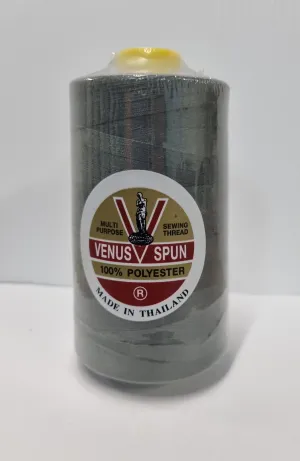 MULTI SEWING
PURPOSE THREAD
VENUS SPUN
100% POLYESTER
®
MADE IN THAILAND